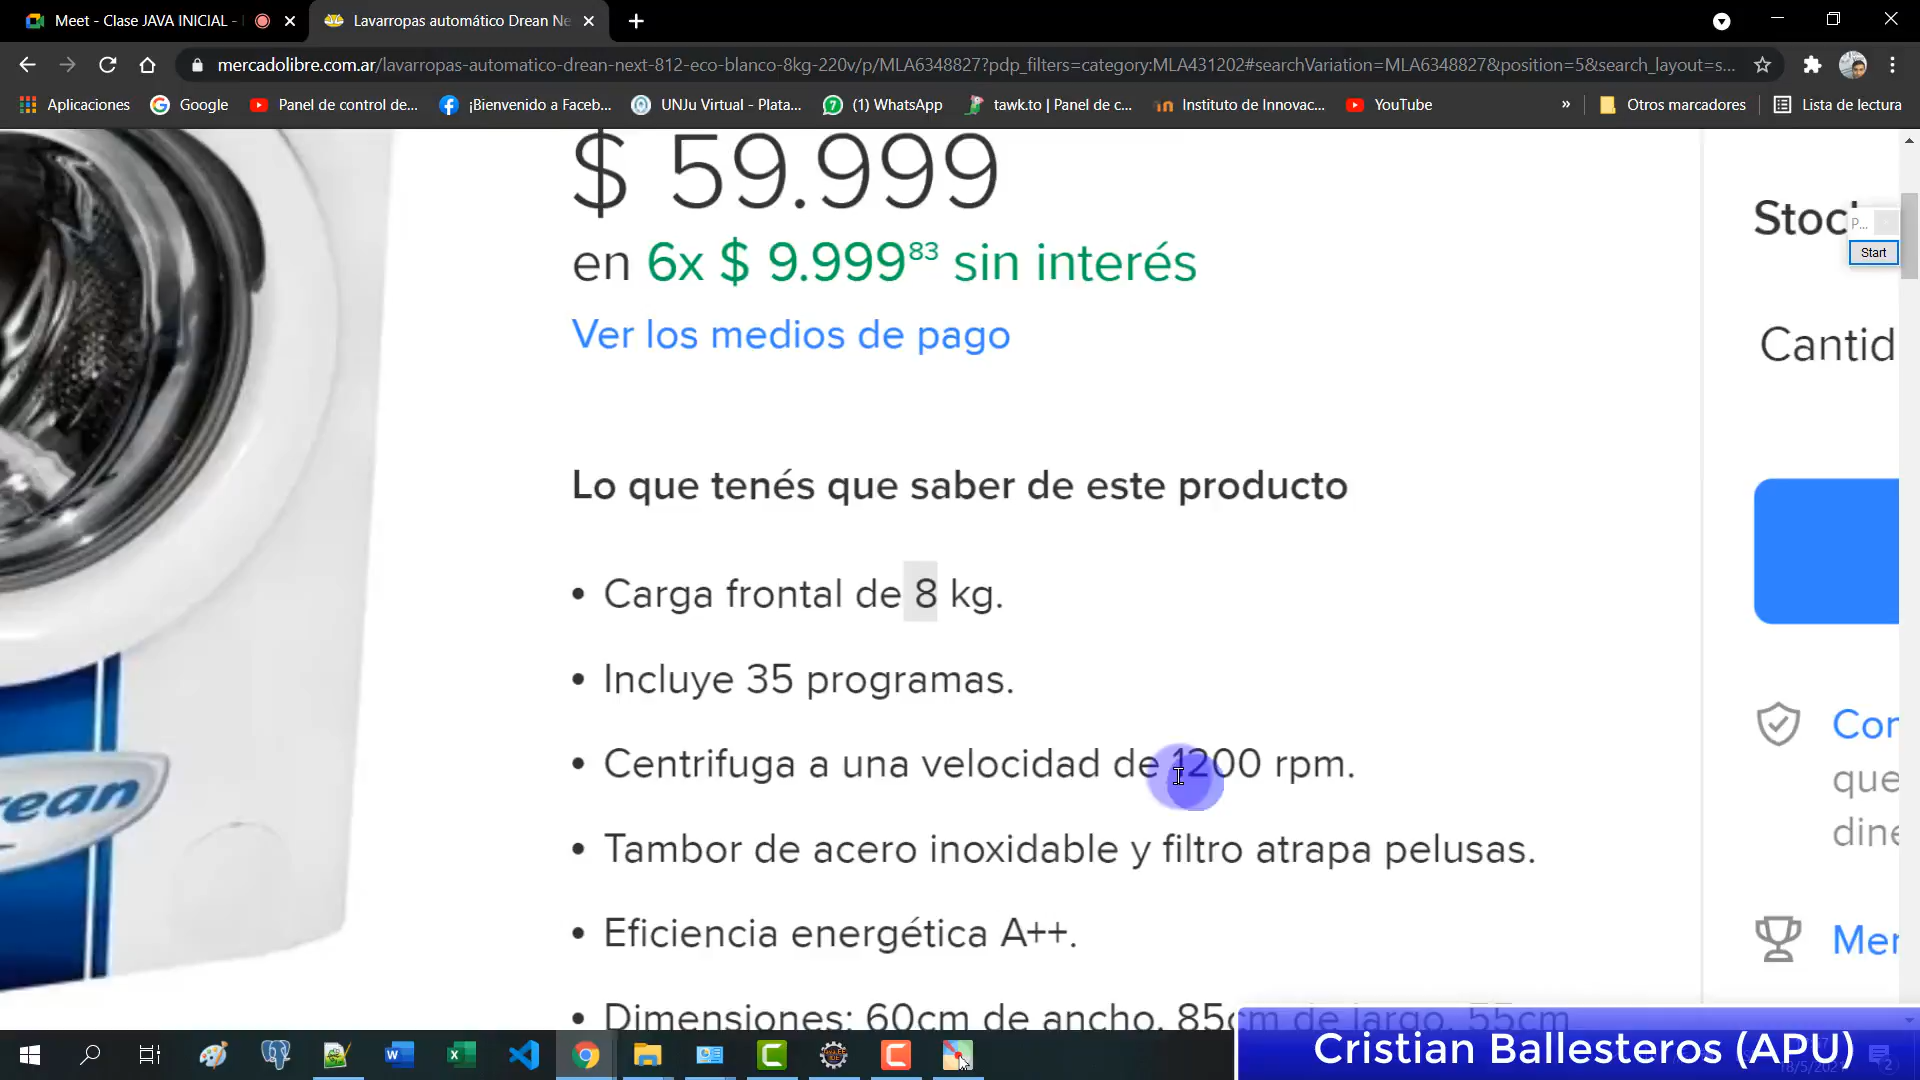 Meet - Clase JAVA INICIAL -
Lavarropas automático Drean Ne
mercadolibre.com.ar/lavarropas-automatico-drean-next-812-eco-blanco-8kg-220v/p/MLA6348827?pdp_filters=category:MLA431202#searchVariation=MLA6348827&position=5&search_layout=s...
Aplicaciones
Google
Panel de control de...
¡Bienvenido a Faceb...
UNJu Virtual - Plata...
(1) WhatsApp
tawk.to | Panel de c...
Instituto de Innovac...
YouTube
»
Otros marcadores
Lista de lectura
$ 59.999
en 6x $ 9.999 83 sin interés
Ver los medios de pago
Lo que tenés que saber de este producto
• Carga frontal de 8 kg.
• Incluye 35 programas.
• Centrifuga a una velocidad de 1200 rpm.
• Tambor de acero inoxidable y filtro atrapa pelusas.
• Eficiencia energética A++.
• Dimensiones: 60cm de ancho, 85cm de largo, 55cm
Stoc
P...
Start
Cantid
Con
que
dine
Mer
rean
Cristian Ballesteros (APU)